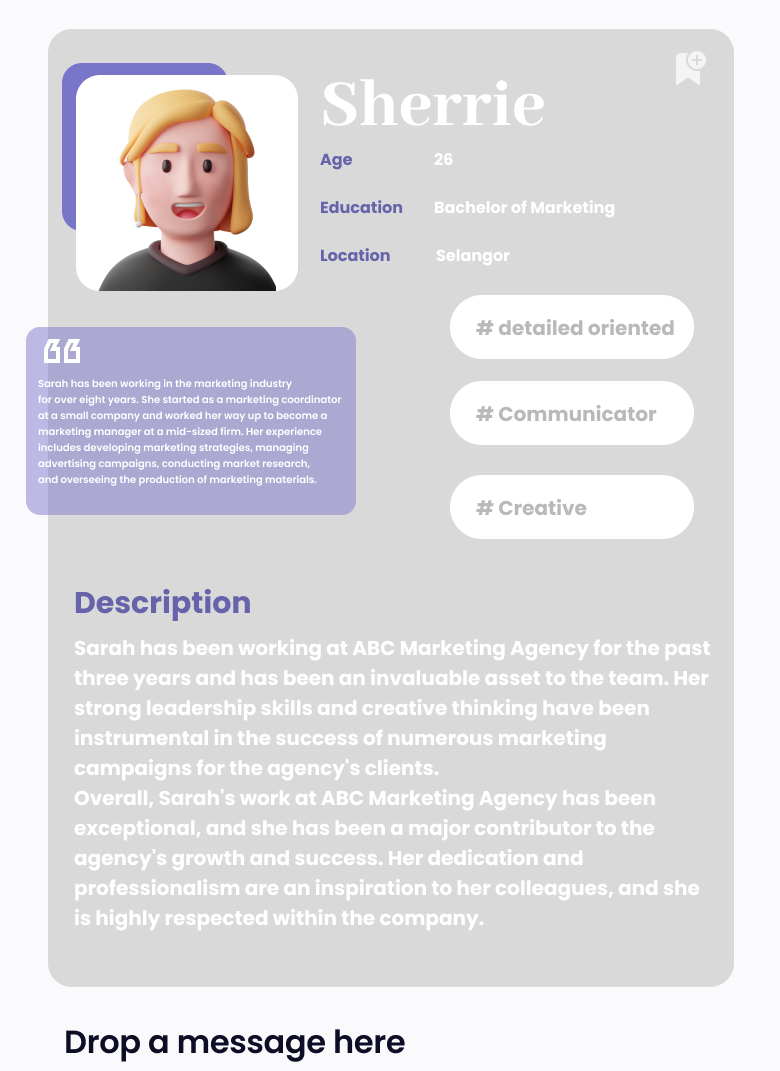 Sherrie
Age 26
Education Bachelor of Marketing
Location Selangor
# detailed oriented
# Communicator
# Creative
Sarah has been working in the marketing industry
for over eight years. She started as a marketing coordinator
at a small company and worked her way up to become a
marketing manager at a mid-sized firm. Her experience
includes developing marketing strategies, managing
advertising campaigns, conducting market research,
and overseeing the production of marketing materials.
Description
Sarah has been working at ABC Marketing Agency for the past
three years and has been an invaluable asset to the team. Her
strong leadership skills and creative thinking have been
instrumental in the success of numerous marketing
campaigns for the agency's clients.
Overall, Sarah's work at ABC Marketing Agency has been
exceptional, and she has been a major contributor to the
agency's growth and success. Her dedication and
professionalism are an inspiration to her colleagues, and she
is highly respected within the company.
Drop a message here